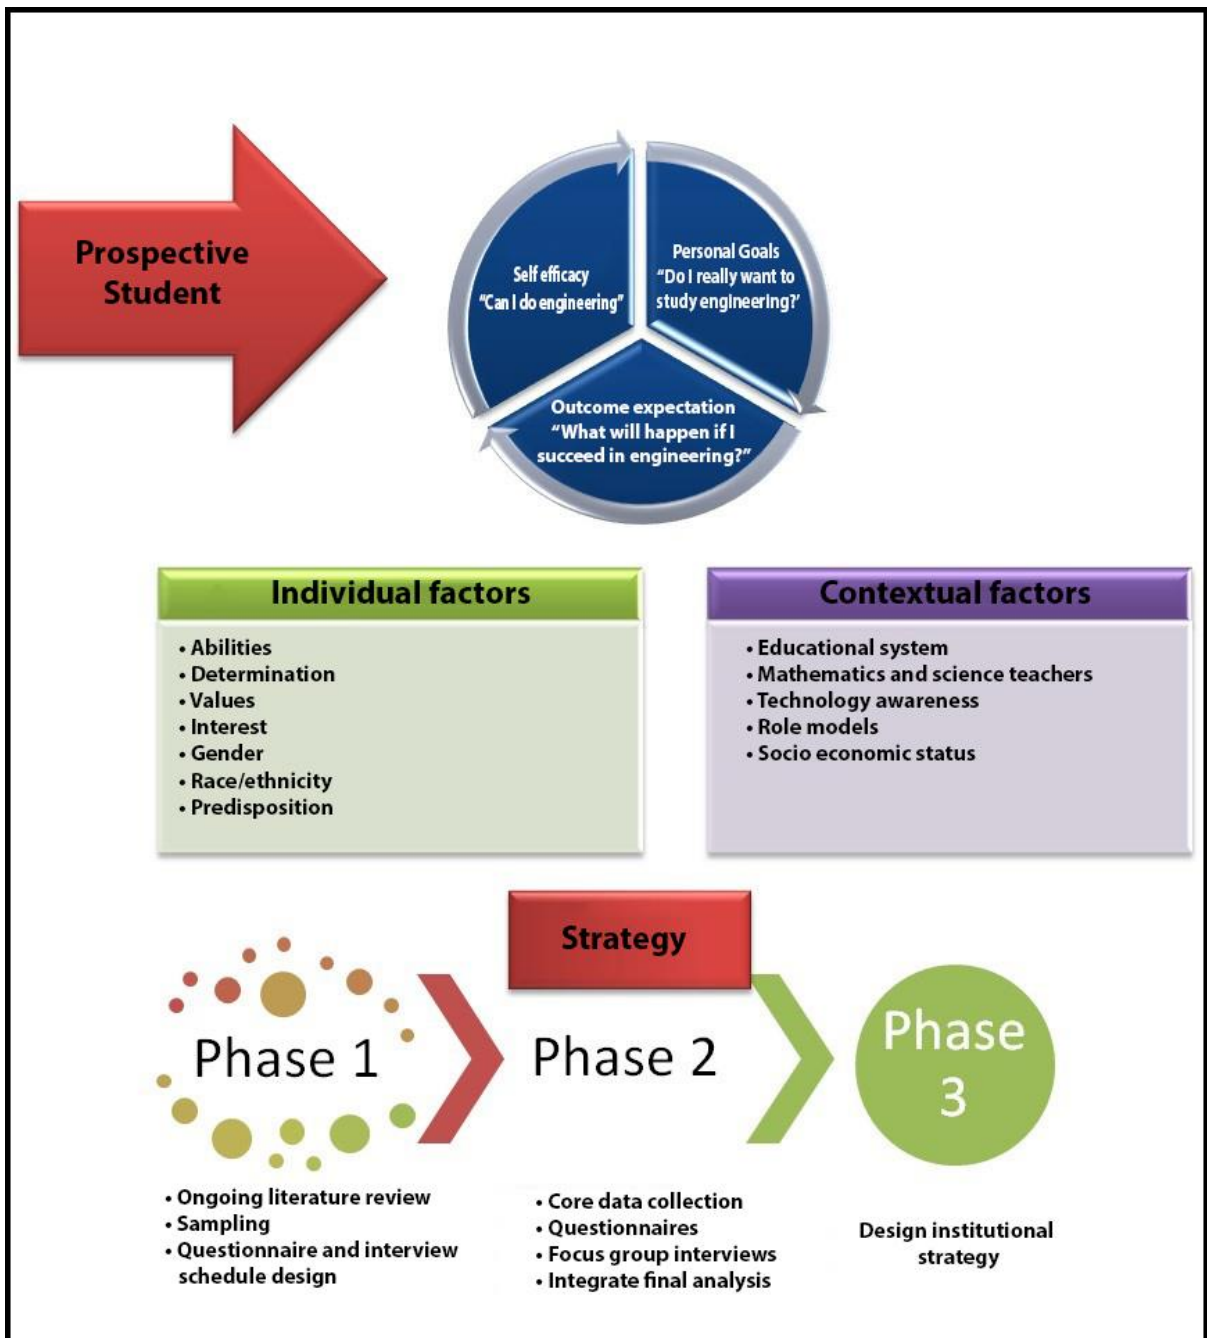 Prospective
Student
Self efficacy
“Can I do engineering”
Personal Goals
“Do I really want to
study engineering?’
Outcome expectation
“What will happen if I
succeed in engineering?”
Individual factors
• Abilities
• Determination
• Values
• Interest
• Gender
• Race/ethnicity
• Predisposition
Contextual factors
• Educational system
• Mathematics and science teachers
• Technology awareness
• Role models
• Socio economic status
Strategy
Phase 1
• Ongoing literature review
• Sampling
• Questionnaire and interview
schedule design
Phase 2
• Core data collection
• Questionnaires
• Focus group interviews
• Integrate final analysis
Phase
3
Design institutional
strategy